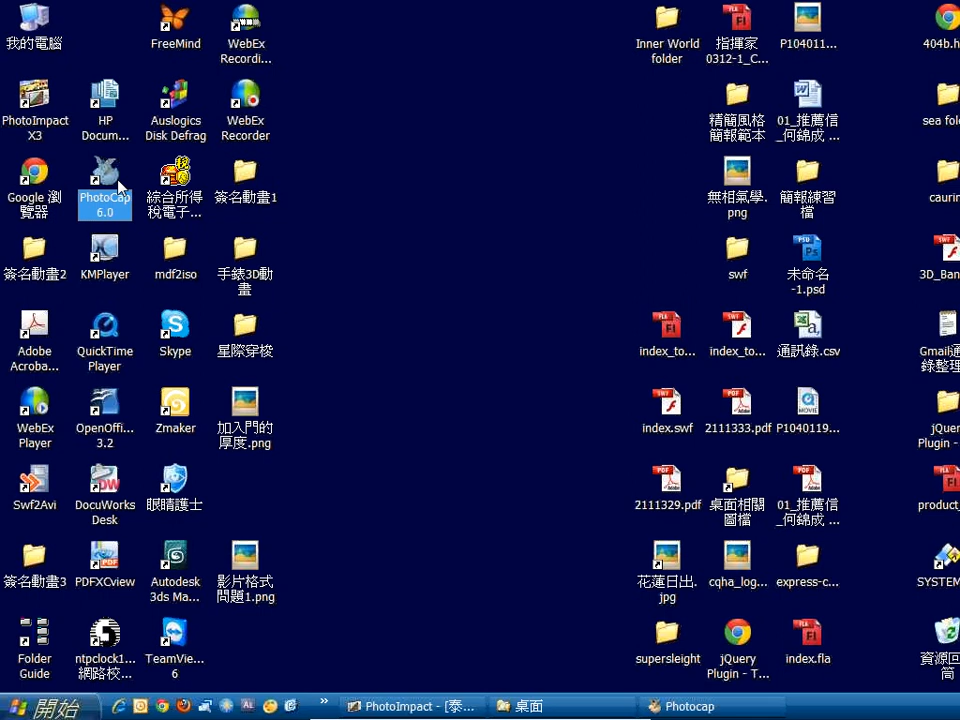 我的電腦
FreeMind
WebEx
Recordi...
Inner World
folder
指揮家
0312-1_C...
P104011...
404b.h
PhotoImpact
X3
HP
Docum...
Auslogics
Disk Defrag
WebEx
Recorder
精簡風格
簡報範本
01_推薦信
_何錦成 ...
sea fol
Google 瀏
覽器
PhotoCap
6.0
綜合所得
稅電子...
簽名動畫1
無相氣學.
png
簡報練習
檔
caurin
簽名動畫2
KMPlayer
mdf2iso
手錶3D動
畫
swf
未命名
-1.psd
3D_Ban
Adobe
Acroba...
QuickTime
Player
Skype
星際穿梭
index_to...
index_to...
通訊錄.csv
Gmail通
錄整理
WebEx
Player
OpenOffi...
3.2
Zmaker
加入門的
厚度.png
index.swf
2111333.pdf
P1040119...
jQuery
Plugin -
Swf2Avi
DocuWorks
Desk
眼睛護士
2111329.pdf
桌面相關
圖檔
01_推薦信
_何錦成 ...
product_
簽名動畫3
PDFXCview
Autodesk
3ds Ma...
影片格式
問題1.png
花蓮日出.
jpg
cqha_log...
express-c...
SYSTEM
Folder
Guide
ntpclock1...
網路校...
TeamVie...
6
supersleight
jQuery
Plugin - T...
index.fla
資源回
筒
開始
PhotoImpact - [泰...
桌面
Photocap